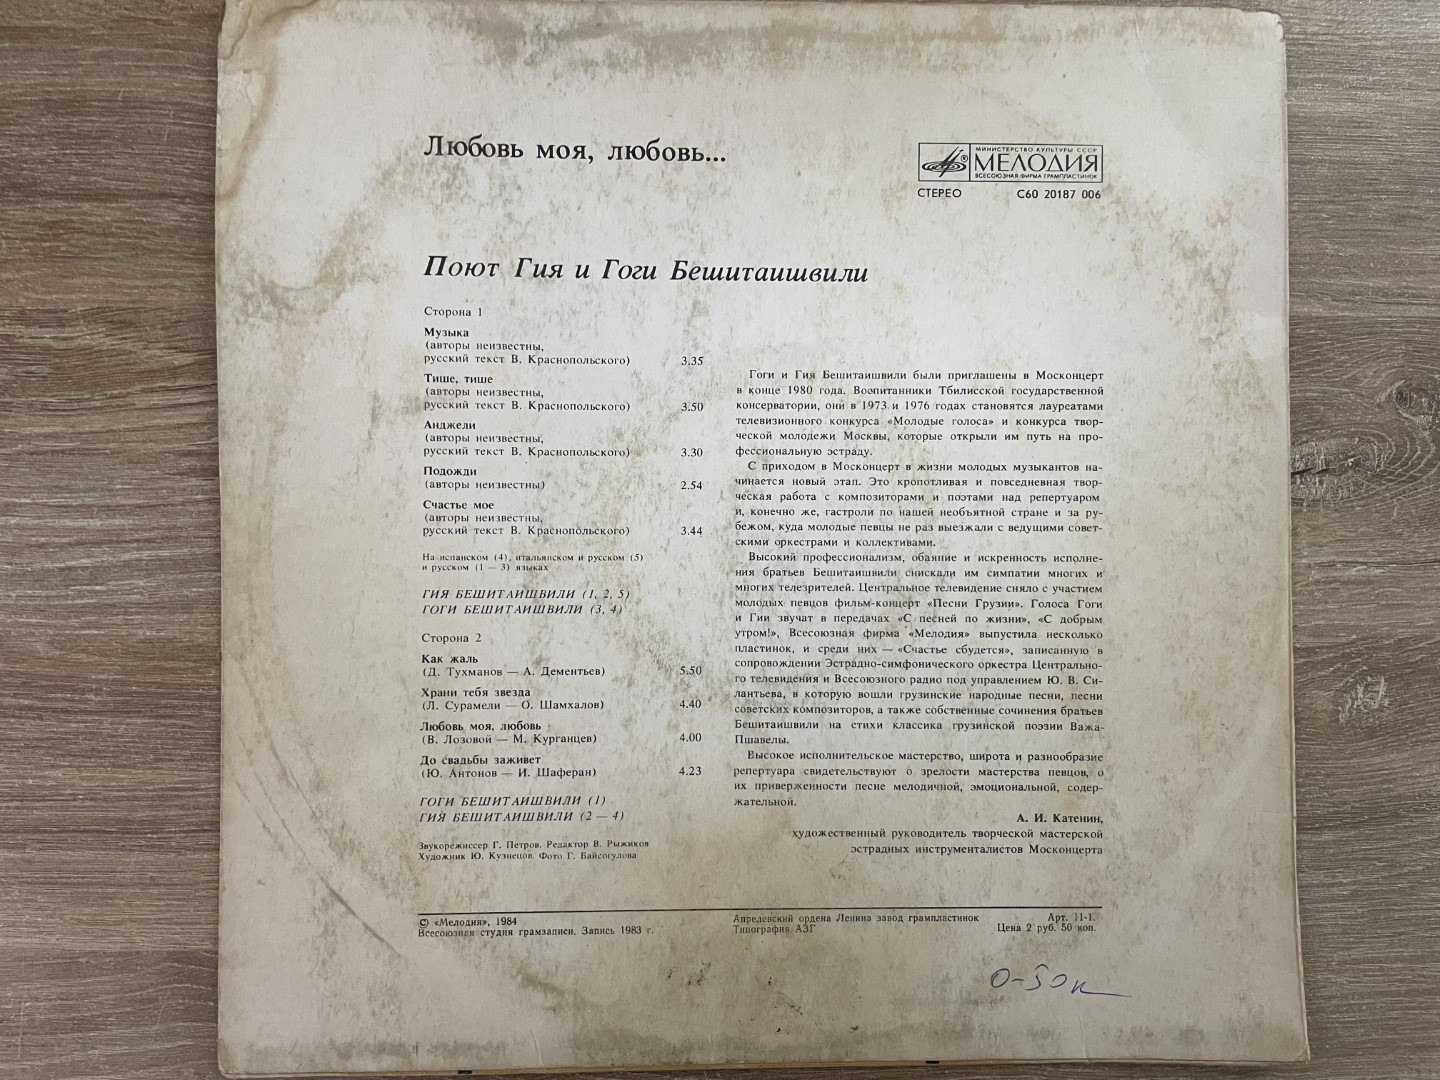 Любовь моя, любовь...
МИНИСТЕРСТВО КУЛЬТУРЫ СССР
МЕЛОДИЯ
ВСЕСОЮЗНАЯ ФИРМА ГРАМПЛАСТИНОК
СТЕРЕО С60 20187 006
Поют Гия и Гоги Бешитаишвили
Сторона 1
Музыка
(авторы неизвестны,
русский текст В. Краснопольского) 3.35
Тише, тише
(авторы неизвестны,
русский текст В. Краснопольского) 3.50
Анджели
(авторы неизвестны,
русский текст В. Краснопольского) 3.30
Подожди
(авторы неизвестны) 2.54
Счастье мое
(авторы неизвестны,
русский текст В. Краснопольского) 3.44
На испанском (4), итальянском и русском (5)
и русском (1 — 3) языках
ГИЯ БЕШИТАИШВИЛИ (1, 2, 5)
ГОГИ БЕШИТАИШВИЛИ (3, 4)
Сторона 2
Как жаль
(Д. Тухманов — А. Дементьев) 5.50
Храни тебя звезда
(Л. Сурамели — О. Шамхалов) 4.40
Любовь моя, любовь
(В. Лозовой — М. Курганцев) 4.00
До свадьбы заживет
(Ю. Антонов — И. Шаферан) 4.23
ГОГИ БЕШИТАИШВИЛИ (1)
ГИЯ БЕШИТАИШВИЛИ (2 — 4)
Звукорежиссер Г. Петров. Редактор В. Рыжиков
Художник Ю. Кузнецов. Фото Г. Байсогулова
Гоги и Гия Бешитаишвили были приглашены в Москонцерт
в конце 1980 года. Воспитанники Тбилисской государственной
консерватории, они в 1973 и 1976 годах становятся лауреатами
телевизионного конкурса «Молодые голоса» и конкурса твор-
ческой молодежи Москвы, которые открыли им путь на про-
фессиональную эстраду.
С приходом в Москонцерт в жизни молодых музыкантов на-
чинается новый этап. Это кропотливая и повседневная твор-
ческая работа с композиторами и поэтами над репертуаром
и, конечно же, гастроли по нашей необъятной стране и за ру-
бежом, куда молодые певцы не раз выезжали с ведущими совет-
скими оркестрами и коллективами.
Высокий профессионализм, обаяние и искренность исполне-
ния братьев Бешитаишвили снискали им симпатии многих и
многих телезрителей. Центральное телевидение сняло с участием
молодых певцов фильм-концерт «Песни Грузии». Голоса Гоги
и Гии звучат в передачах «С песней по жизни», «С добрым
утром!», Всесоюзная фирма «Мелодия» выпустила несколько
пластинок, и среди них — «Счастье сбудется», записанную в
сопровождении Эстрадно-симфонического оркестра Центрально-
го телевидения и Всесоюзного радио под управлением Ю. В. Си-
лантьева, в которую вошли грузинские народные песни, песни
советских композиторов, а также собственные сочинения братьев
Бешитаишвили на стихи классика грузинской поэзии Важа-
Пшавелы.
Высокое исполнительское мастерство, широта и разнообразие
репертуара свидетельствуют о зрелости мастерства певцов, о
их приверженности песне мелодичной, эмоциональной, содер-
жательной.
А. И. Катенин,
художественный руководитель творческой мастерской
эстрадных инструменталистов Москонцерта
© «Мелодия», 1984
Всесоюзная студия грамзаписи. Запись 1983 г.
Апрелевский ордена Ленина завод грампластинок
Типография АЗГ
Арт. 11-1.
Цена 2 руб. 50 коп.
0-50к